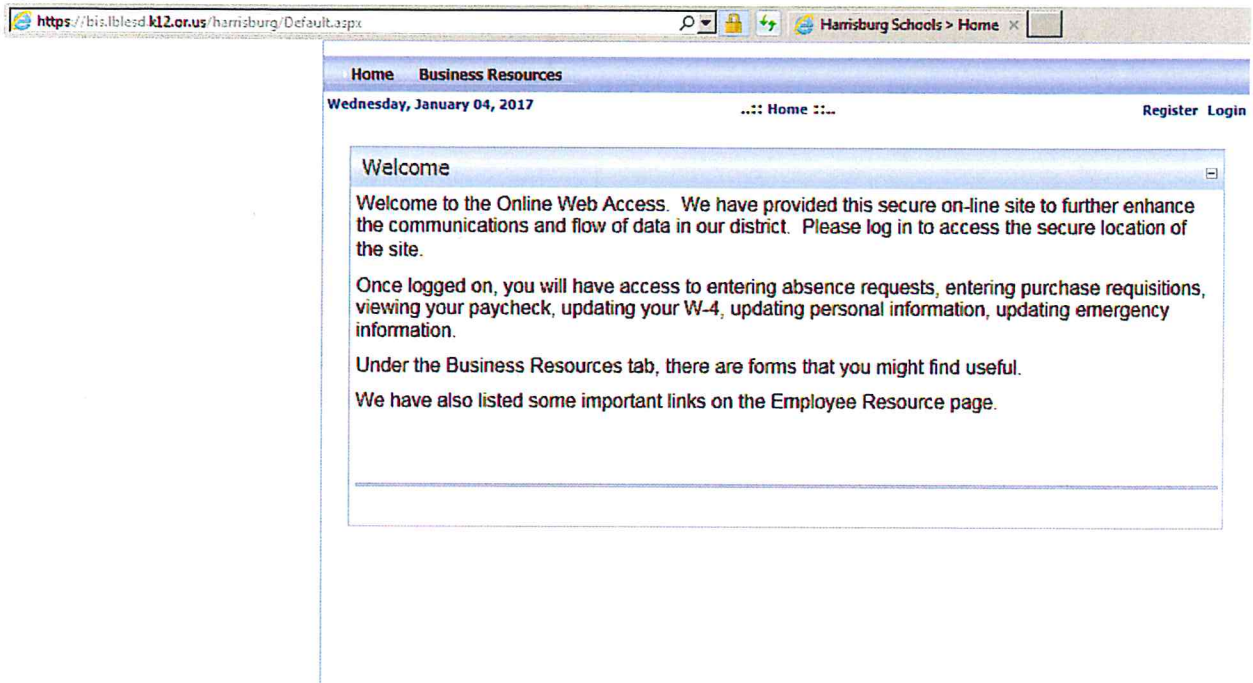 https://bis.lblesd.k12.or.us/harrisburg/Default.aspx
Harrisburg Schools > Home
Home Business Resources
Wednesday, January 04, 2017 ..:: Home ::.. Register Login
Welcome
Welcome to the Online Web Access. We have provided this secure on-line site to further enhance
the communications and flow of data in our district. Please log in to access the secure location of
the site.
Once logged on, you will have access to entering absence requests, entering purchase requisitions,
viewing your paycheck, updating your W-4, updating personal information, updating emergency
information.
Under the Business Resources tab, there are forms that you might find useful.
We have also listed some important links on the Employee Resource page.